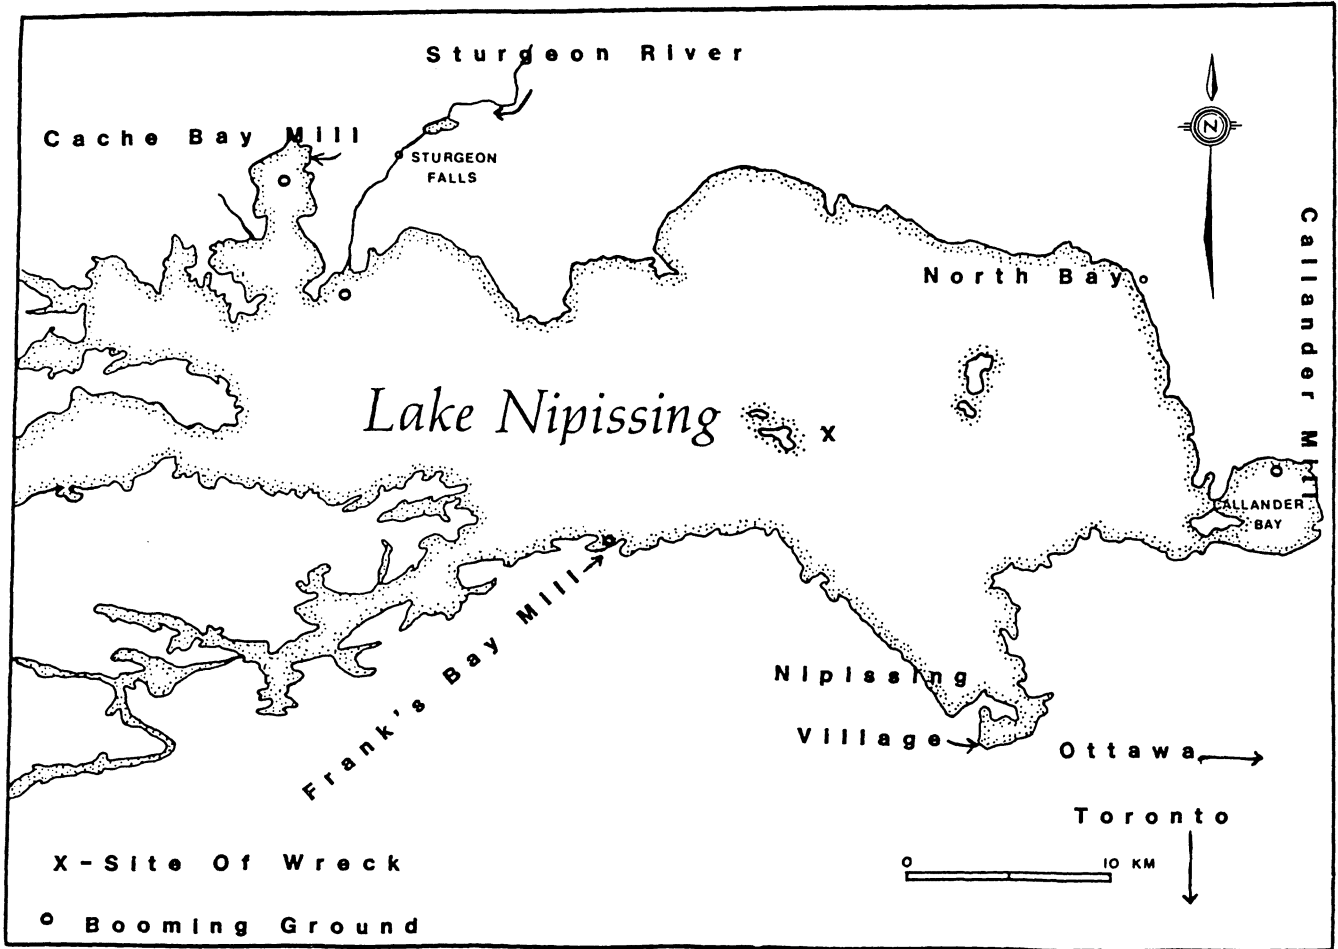 Sturgeon River
Cache Bay Mill
STURGEON
FALLS
N
Callander Mill
North Bay
Lake Nipissing
X
CALLANDER
BAY
Frank's Bay Mill
Nipissing
Village
Ottawa
Toronto
0 10 KM
X-Site Of Wreck
o Booming Ground